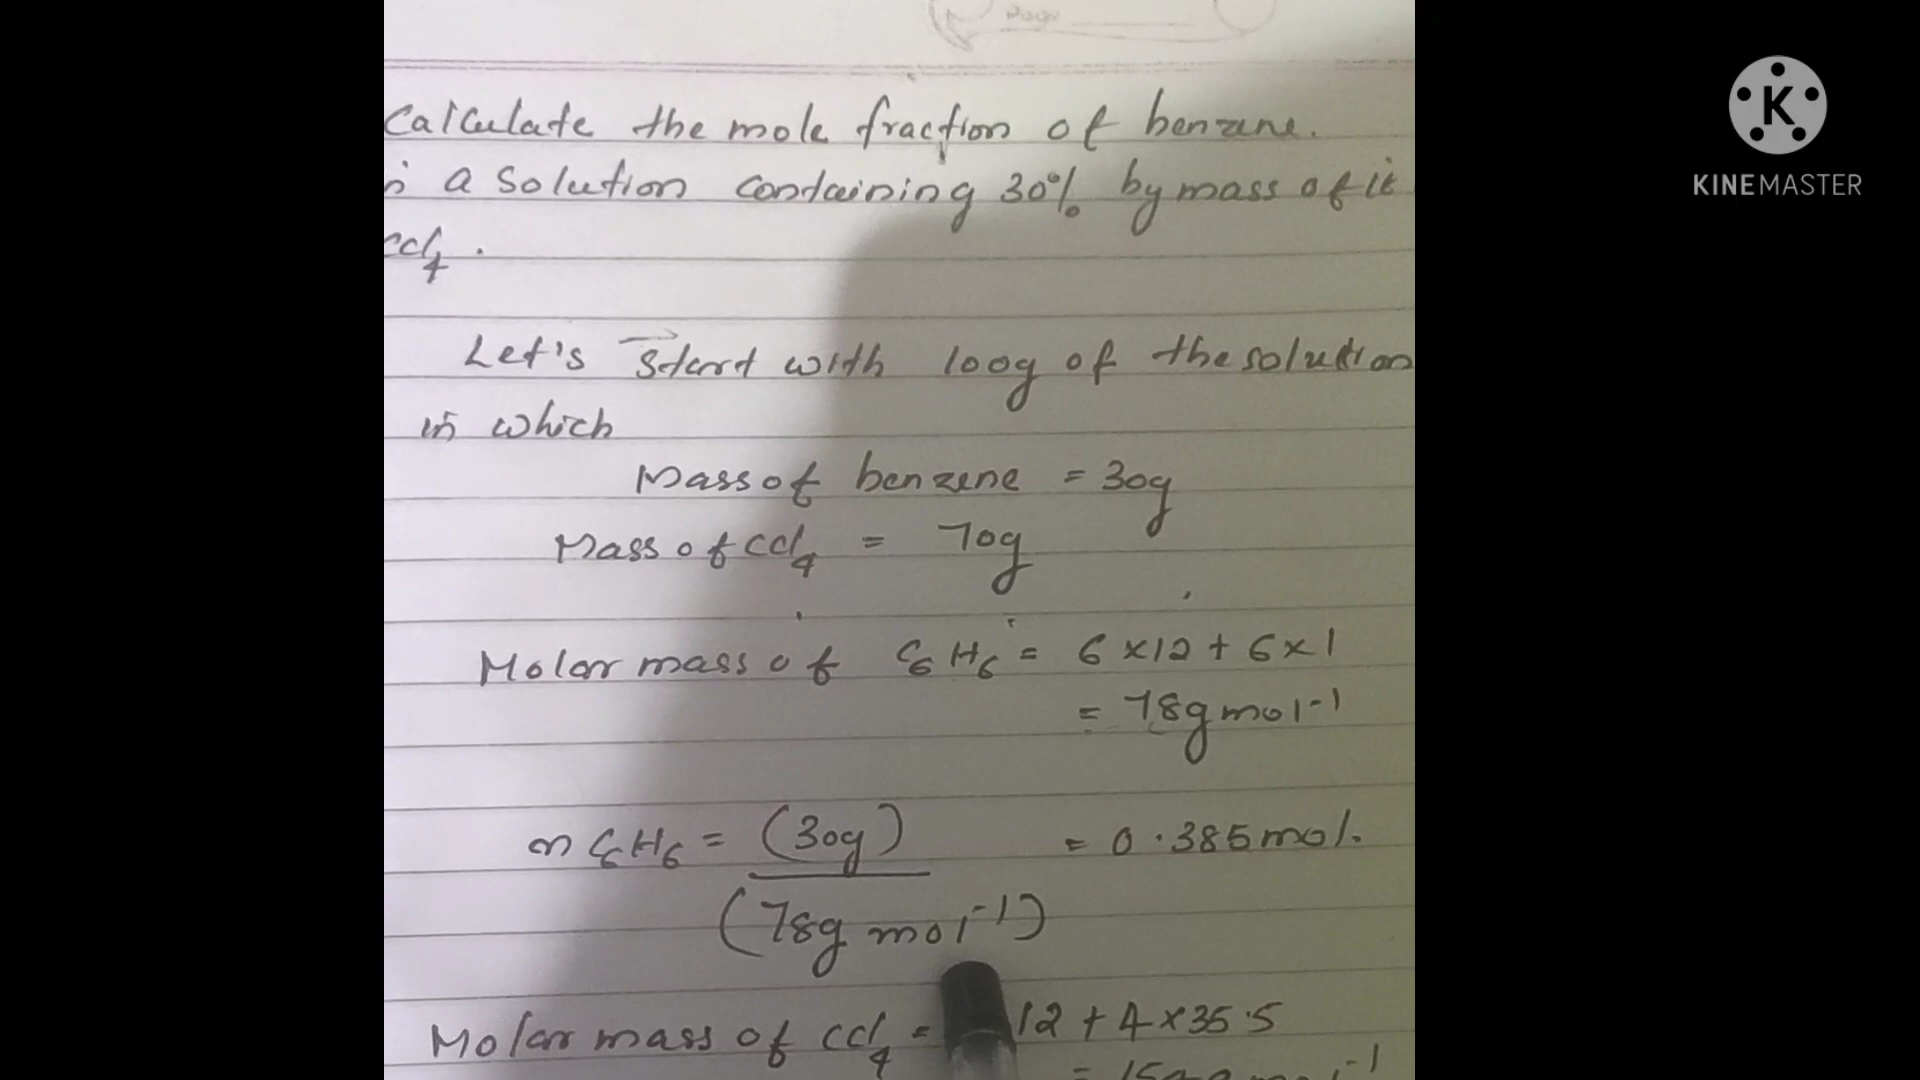 Calculate the mole fraction of benzene.
a solution containing 30% by mass of it
CCl4.
Let's start with 100g of the solution
in which
Mass of benzene = 30g
Mass of CCl4 = 70g
Molar mass of C6H6 = 6 x 12 + 6 x 1
= 78g mol-1
n C6H6 = (30g) = 0.385 mol.
(78g mol-1)
Molar mass of CCl4 = 12 + 4 x 35.5
KINEMASTER